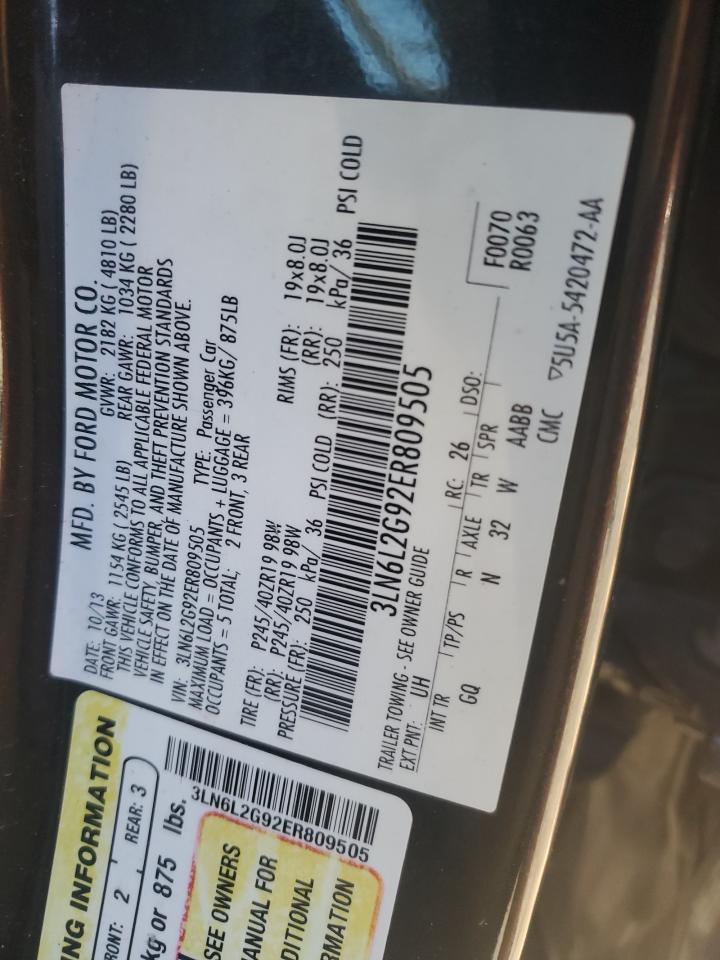 MFD. BY FORD MOTOR CO.
DATE: 10/13 GVWR: 2182 KG ( 4810 LB)
FRONT GAWR: 1154 KG ( 2545 LB) REAR GAWR: 1034 KG ( 2280 LB)
THIS VEHICLE CONFORMS TO ALL APPLICABLE FEDERAL MOTOR
VEHICLE SAFETY, BUMPER, AND THEFT PREVENTION STANDARDS
IN EFFECT ON THE DATE OF MANUFACTURE SHOWN ABOVE.
VIN: 3LN6L2G92ER809505 TYPE: Passenger Car
MAXIMUM LOAD = OCCUPANTS + LUGGAGE = 396KG/ 875LB
OCCUPANTS = 5 TOTAL: 2 FRONT, 3 REAR
TIRE (FR): P245/40ZR19 98W RIMS (FR): 19x8.0J
(RR): P245/40ZR19 98W (RR): 19x8.0J
PRESSURE (FR): 250 kPa/ 36 PSI COLD (RR): 250 kPa/ 36 PSI COLD
3LN6L2G92ER809505
TRAILER TOWING - SEE OWNER GUIDE
EXT PNT: UH RC: 26 DSO: F0070
R0063
INT TR TP/PS R AXLE TR SPR
GQ N 32 W AABB
CMC ▽5U5A-5420472-AA
NG INFORMATION
RONT: 2 REAR: 3
kg or 875 lbs.
3LN6L2G92ER809505
SEE OWNERS
ANUAL FOR
DITIONAL
RMATION